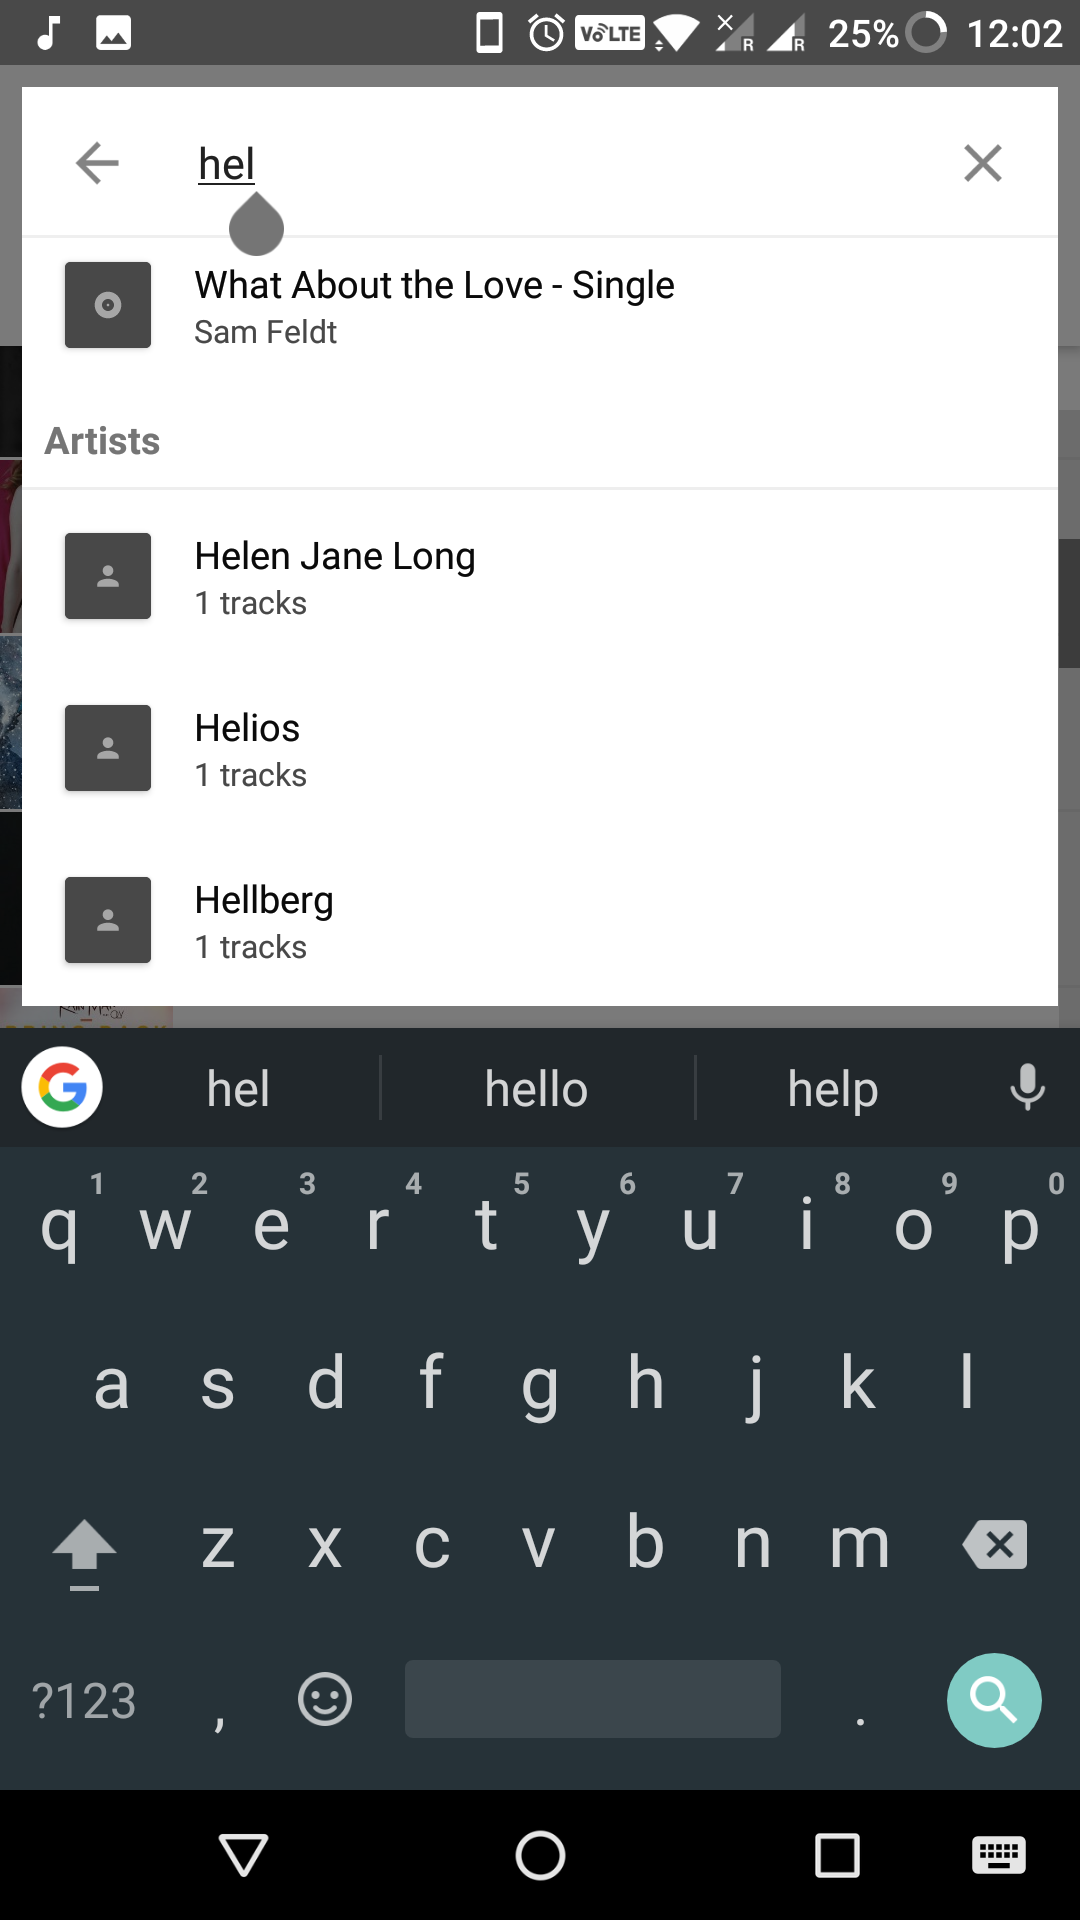 VoLTE R R 25% 12:02
hel
What About the Love - Single
Sam Feldt
Artists
Helen Jane Long
1 tracks
Helios
1 tracks
Hellberg
1 tracks
hel hello help
1 2 3 4 5 6 7 8 9 0
q w e r t y u i o p
a s d f g h j k l
z x c v b n m
?123 , .